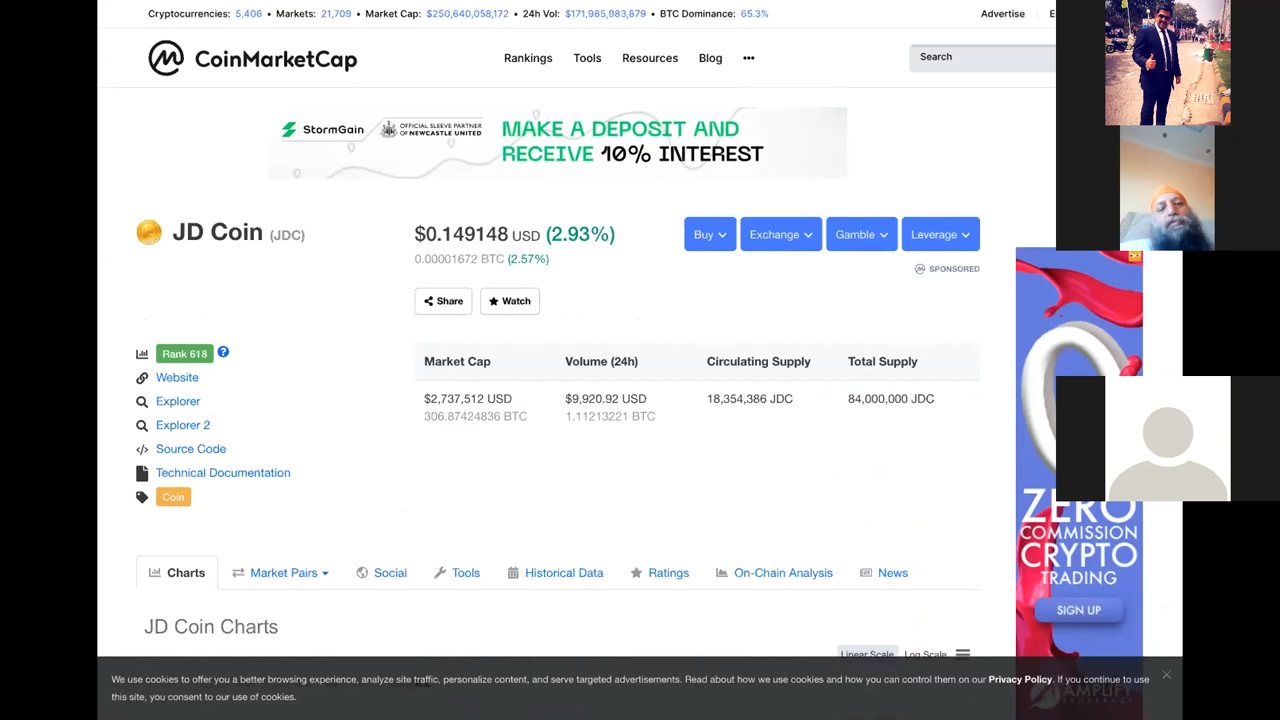 Cryptocurrencies: 5,406 • Markets: 21,709 • Market Cap: $250,640,058,172 • 24h Vol: $171,985,983,879 • BTC Dominance: 65.3%
Advertise
E
CoinMarketCap
Rankings
Tools
Resources
Blog
•••
Search
StormGain
OFFICIAL SLEEVE PARTNER
OF NEWCASTLE UNITED
MAKE A DEPOSIT AND
RECEIVE 10% INTEREST
JD Coin (JDC)
$0.149148 USD (2.93%)
0.00001672 BTC (2.57%)
Buy
Exchange
Gamble
Leverage
SPONSORED
Share
Watch
Rank 618
Website
Explorer
Explorer 2
Source Code
Technical Documentation
Coin
Market Cap
Volume (24h)
Circulating Supply
Total Supply
$2,737,512 USD
$9,920.92 USD
18,354,386 JDC
84,000,000 JDC
306.87424836 BTC
1.11213221 BTC
ZERO
COMMISSION
CRYPTO
TRADING
SIGN UP
AMPLIFY
Charts
Market Pairs
Social
Tools
Historical Data
Ratings
On-Chain Analysis
News
JD Coin Charts
Linear Scale
Log Scale
We use cookies to offer you a better browsing experience, analyze site traffic, personalize content, and serve targeted advertisements. Read about how we use cookies and how you can control them on our Privacy Policy. If you continue to use
this site, you consent to our use of cookies.